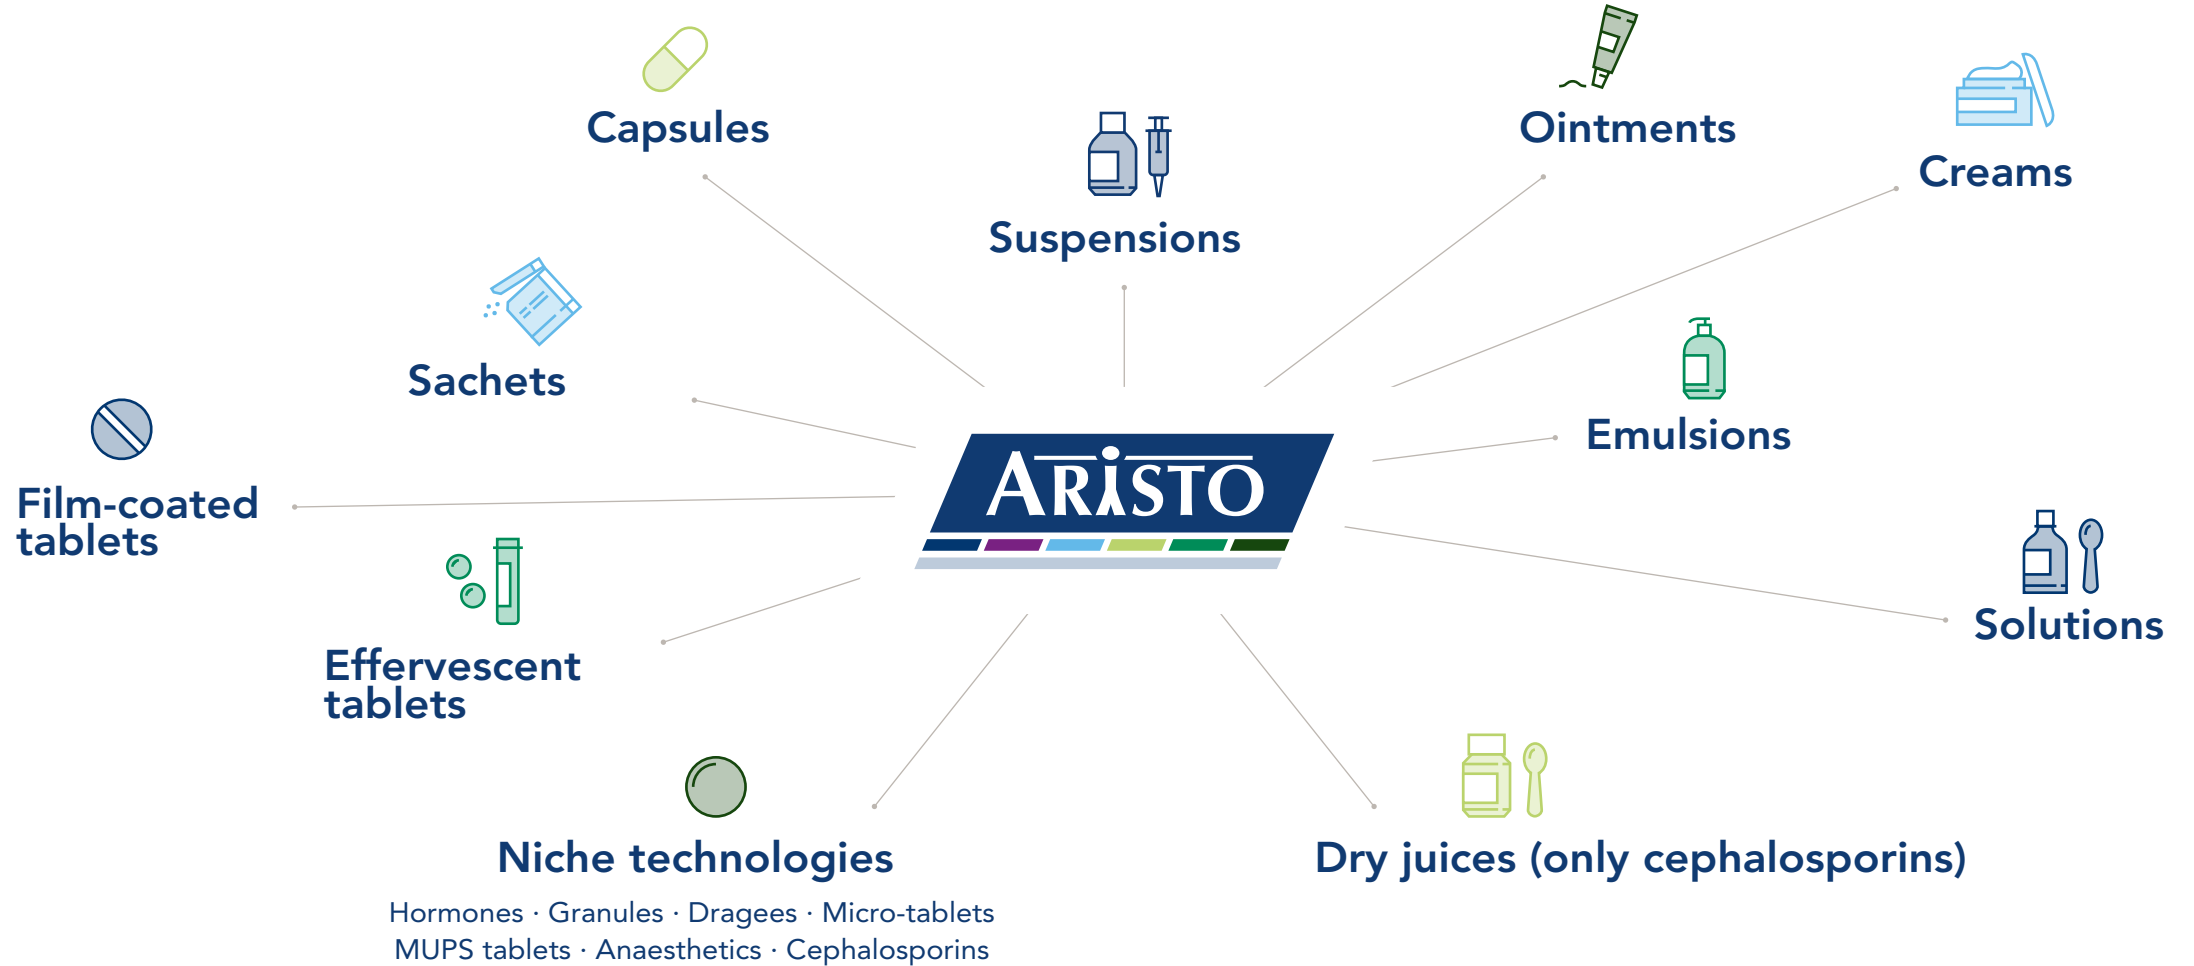 Capsules
Ointments
Creams
Suspensions
Sachets
Emulsions
Film-coated
tablets
ARiSTO
Effervescent
tablets
Solutions
Niche technologies
Hormones · Granules · Dragees · Micro-tablets
MUPS tablets · Anaesthetics · Cephalosporins
Dry juices (only cephalosporins)